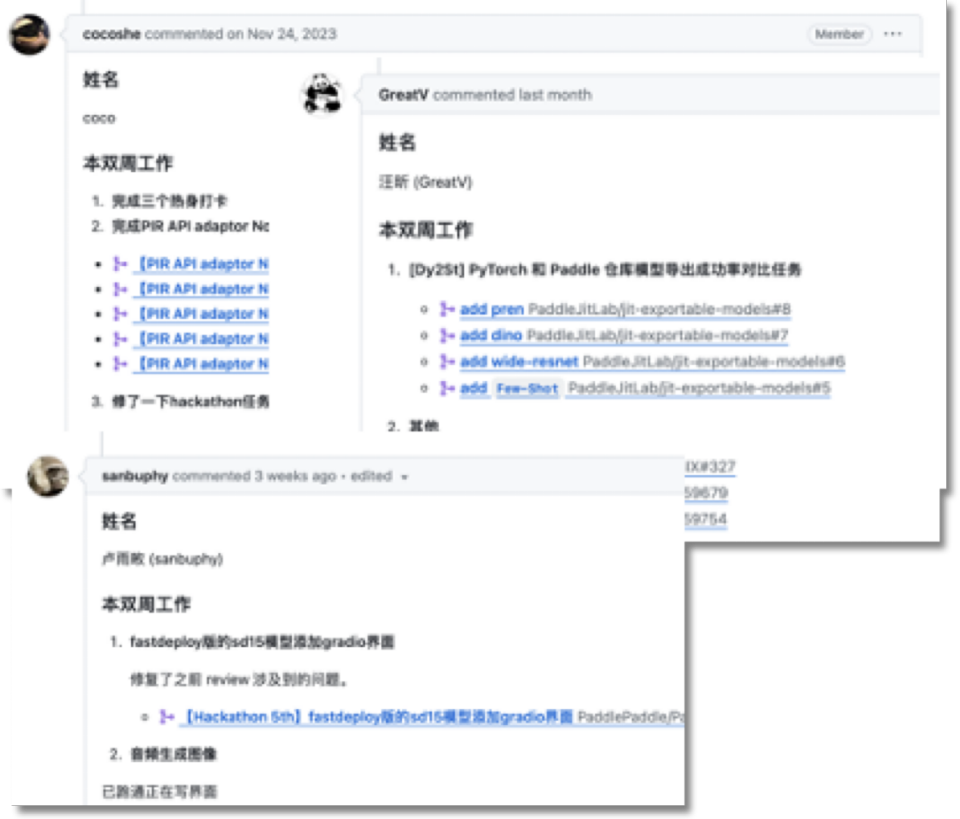 cocoshe commented on Nov 24, 2023
Member
姓名
coco
本双周工作
1. 完成三个热身打卡
2. 完成PIR API adaptor No
• 【PIR API adaptor N
• 【PIR API adaptor N
• 【PIR API adaptor N
• 【PIR API adaptor N
• 【PIR API adaptor N
3. 修了一下hackathon任务
GreatV commented last month
姓名
汪昕 (GreatV)
本双周工作
1. [Dy2St] PyTorch 和 Paddle 仓库模型导出成功率对比任务
add pren PaddleJitLab/jit-exportable-models#8
add dino PaddleJitLab/jit-exportable-models#7
add wide-resnet PaddleJitLab/jit-exportable-models#6
add Few-Shot PaddleJitLab/jit-exportable-models#5
2. 其他
IX#327
59679
59754
sanbuphy commented 3 weeks ago • edited
姓名
卢雨 (sanbuphy)
本双周工作
1. fastdeploy版的sd15模型添加gradio界面
修复了之前 review 涉及到的问题。
【Hackathon 5th】fastdeploy版的sd15模型添加gradio界面 PaddlePaddle/Pa
2. 音频生成图像
已跑通正在写界面